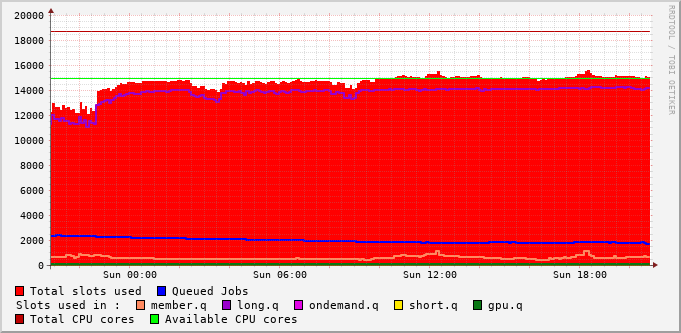 20000
18000
16000
14000
12000
10000
8000
6000
4000
2000
0
Sun 00:00 Sun 06:00 Sun 12:00 Sun 18:00
Total slots used Queued Jobs
Slots used in : member.q long.q ondemand.q short.q gpu.q
Total CPU cores Available CPU cores
RRDTOOL / TOBI OETIKER